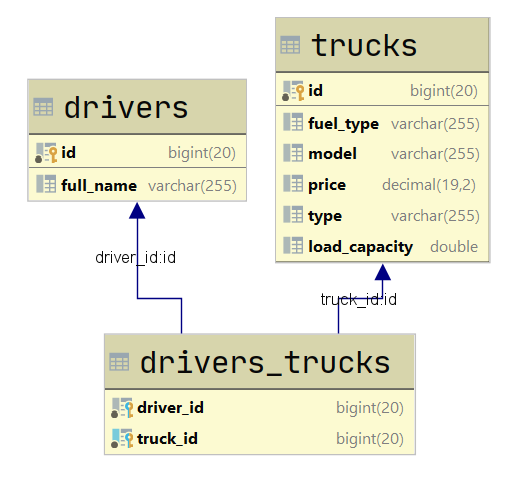 trucks
id bigint(20)
fuel_type varchar(255)
model varchar(255)
price decimal(19,2)
type varchar(255)
load_capacity double
drivers
id bigint(20)
full_name varchar(255)
driver_id:id
truck_id:id
drivers_trucks
driver_id bigint(20)
truck_id bigint(20)